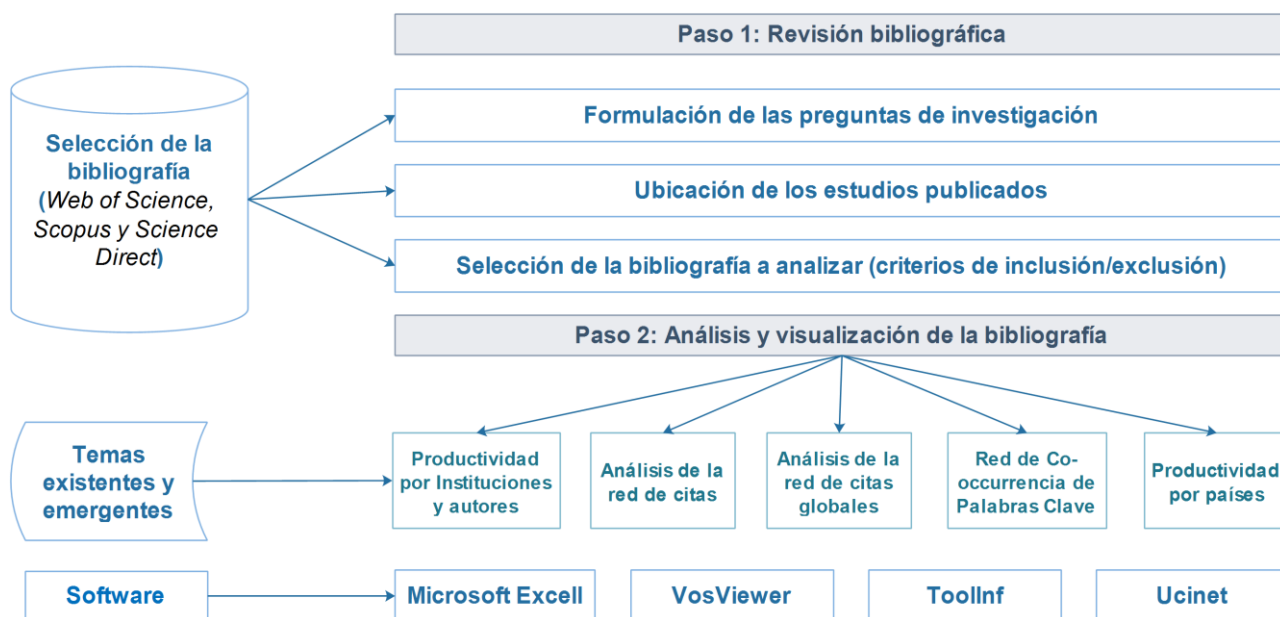 Paso 1: Revisión bibliográfica
Selección de la
bibliografía
(Web of Science,
Scopus y Science
Direct)
Formulación de las preguntas de investigación
Ubicación de los estudios publicados
Selección de la bibliografía a analizar (criterios de inclusión/exclusión)
Paso 2: Análisis y visualización de la bibliografía
Temas
existentes y
emergentes
Productividad
por Instituciones
y autores
Análisis de la
red de citas
Análisis de la
red de citas
globales
Red de Co-
occurrencia de
Palabras Clave
Productividad
por países
Software
Microsoft Excell
VosViewer
ToolInf
Ucinet